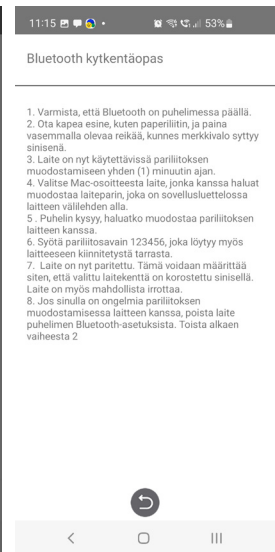 11:15
53%
Bluetooth kytkentäopas
1. Varmista, että Bluetooth on puhelimessa päällä.
2. Ota kapea esine, kuten paperiliitin, ja paina
vasemmalla olevaa reikää, kunnes merkkivalo syttyy
sinisenä.
3. Laite on nyt käytettävissä pariliitoksen
muodostamiseen yhden (1) minuutin ajan.
4. Valitse Mac-osoitteesta laite, jonka kanssa haluat
muodostaa laiteparin, joka on sovellusluettelossa
laitteen välilehden alla.
5 . Puhelin kysyy, haluatko muodostaa pariliitoksen
laitteen kanssa.
6. Syötä pariliitosavain 123456, joka löytyy myös
laitteeseen kiinnitetystä tarrasta.
7.  Laite on nyt paritettu. Tämä voidaan määrittää
siten, että valittu laitekenttä on korostettu sinisellä.
Laite on myös mahdollista irrottaa.
8. Jos sinulla on ongelmia pariliitoksen
muodostamisessa laitteen kanssa, poista laite
puhelimen Bluetooth-asetuksista. Toista alkaen
vaiheesta 2